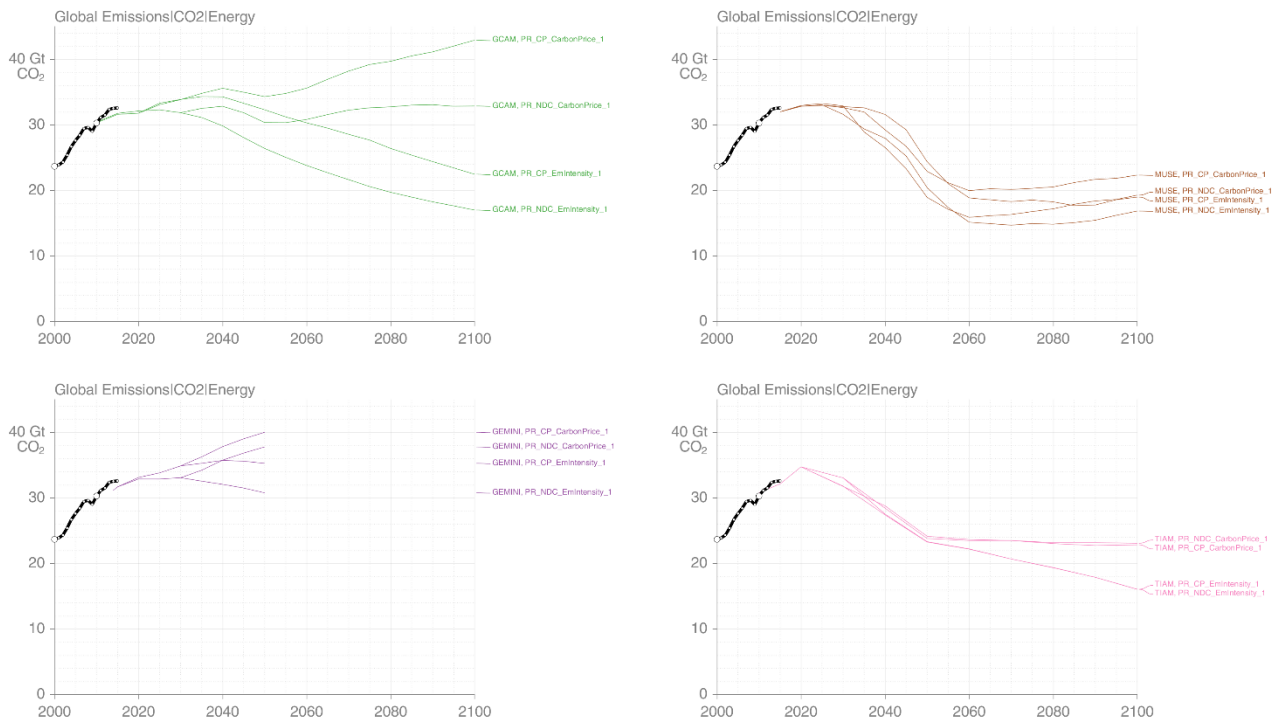 Global Emissions|CO2|Energy
40 Gt
CO2
30
20
10
0
2000
2020
2040
2060
2080
2100
GCAM, PR_CP_CarbonPrice_1
GCAM, PR_NDC_CarbonPrice_1
GCAM, PR_CP_EmIntensity_1
GCAM, PR_NDC_EmIntensity_1
Global Emissions|CO2|Energy
40 Gt
CO2
30
20
10
0
2000
2020
2040
2060
2080
2100
MUSE, PR_CP_CarbonPrice_1
MUSE, PR_NDC_CarbonPrice_1
MUSE, PR_CP_EmIntensity_1
MUSE, PR_NDC_EmIntensity_1
Global Emissions|CO2|Energy
40 Gt
CO2
30
20
10
0
2000
2020
2040
2060
2080
2100
GEMINI, PR_CP_CarbonPrice_1
GEMINI, PR_NDC_CarbonPrice_1
GEMINI, PR_CP_EmIntensity_1
GEMINI, PR_NDC_EmIntensity_1
Global Emissions|CO2|Energy
40 Gt
CO2
30
20
10
0
2000
2020
2040
2060
2080
2100
TIAM, PR_NDC_CarbonPrice_1
TIAM, PR_CP_CarbonPrice_1
TIAM, PR_CP_EmIntensity_1
TIAM, PR_NDC_EmIntensity_1